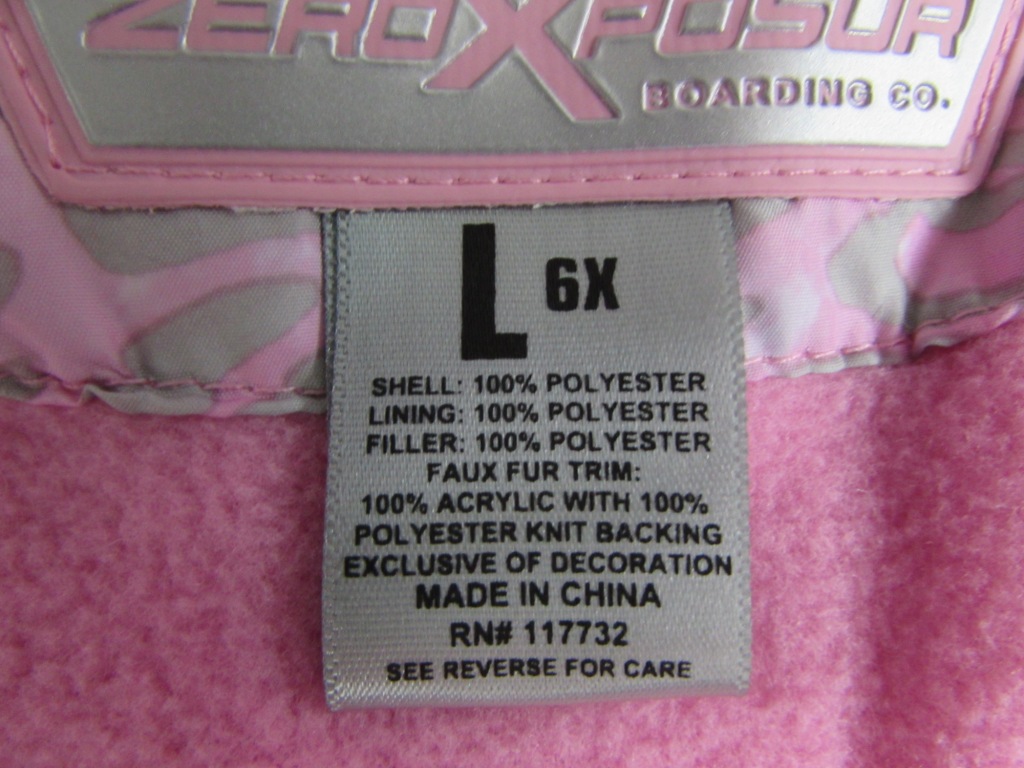 ZEROXPOSUR
BOARDING CO.
L 6X
SHELL: 100% POLYESTER
LINING: 100% POLYESTER
FILLER: 100% POLYESTER
FAUX FUR TRIM:
100% ACRYLIC WITH 100%
POLYESTER KNIT BACKING
EXCLUSIVE OF DECORATION
MADE IN CHINA
RN# 117732
SEE REVERSE FOR CARE